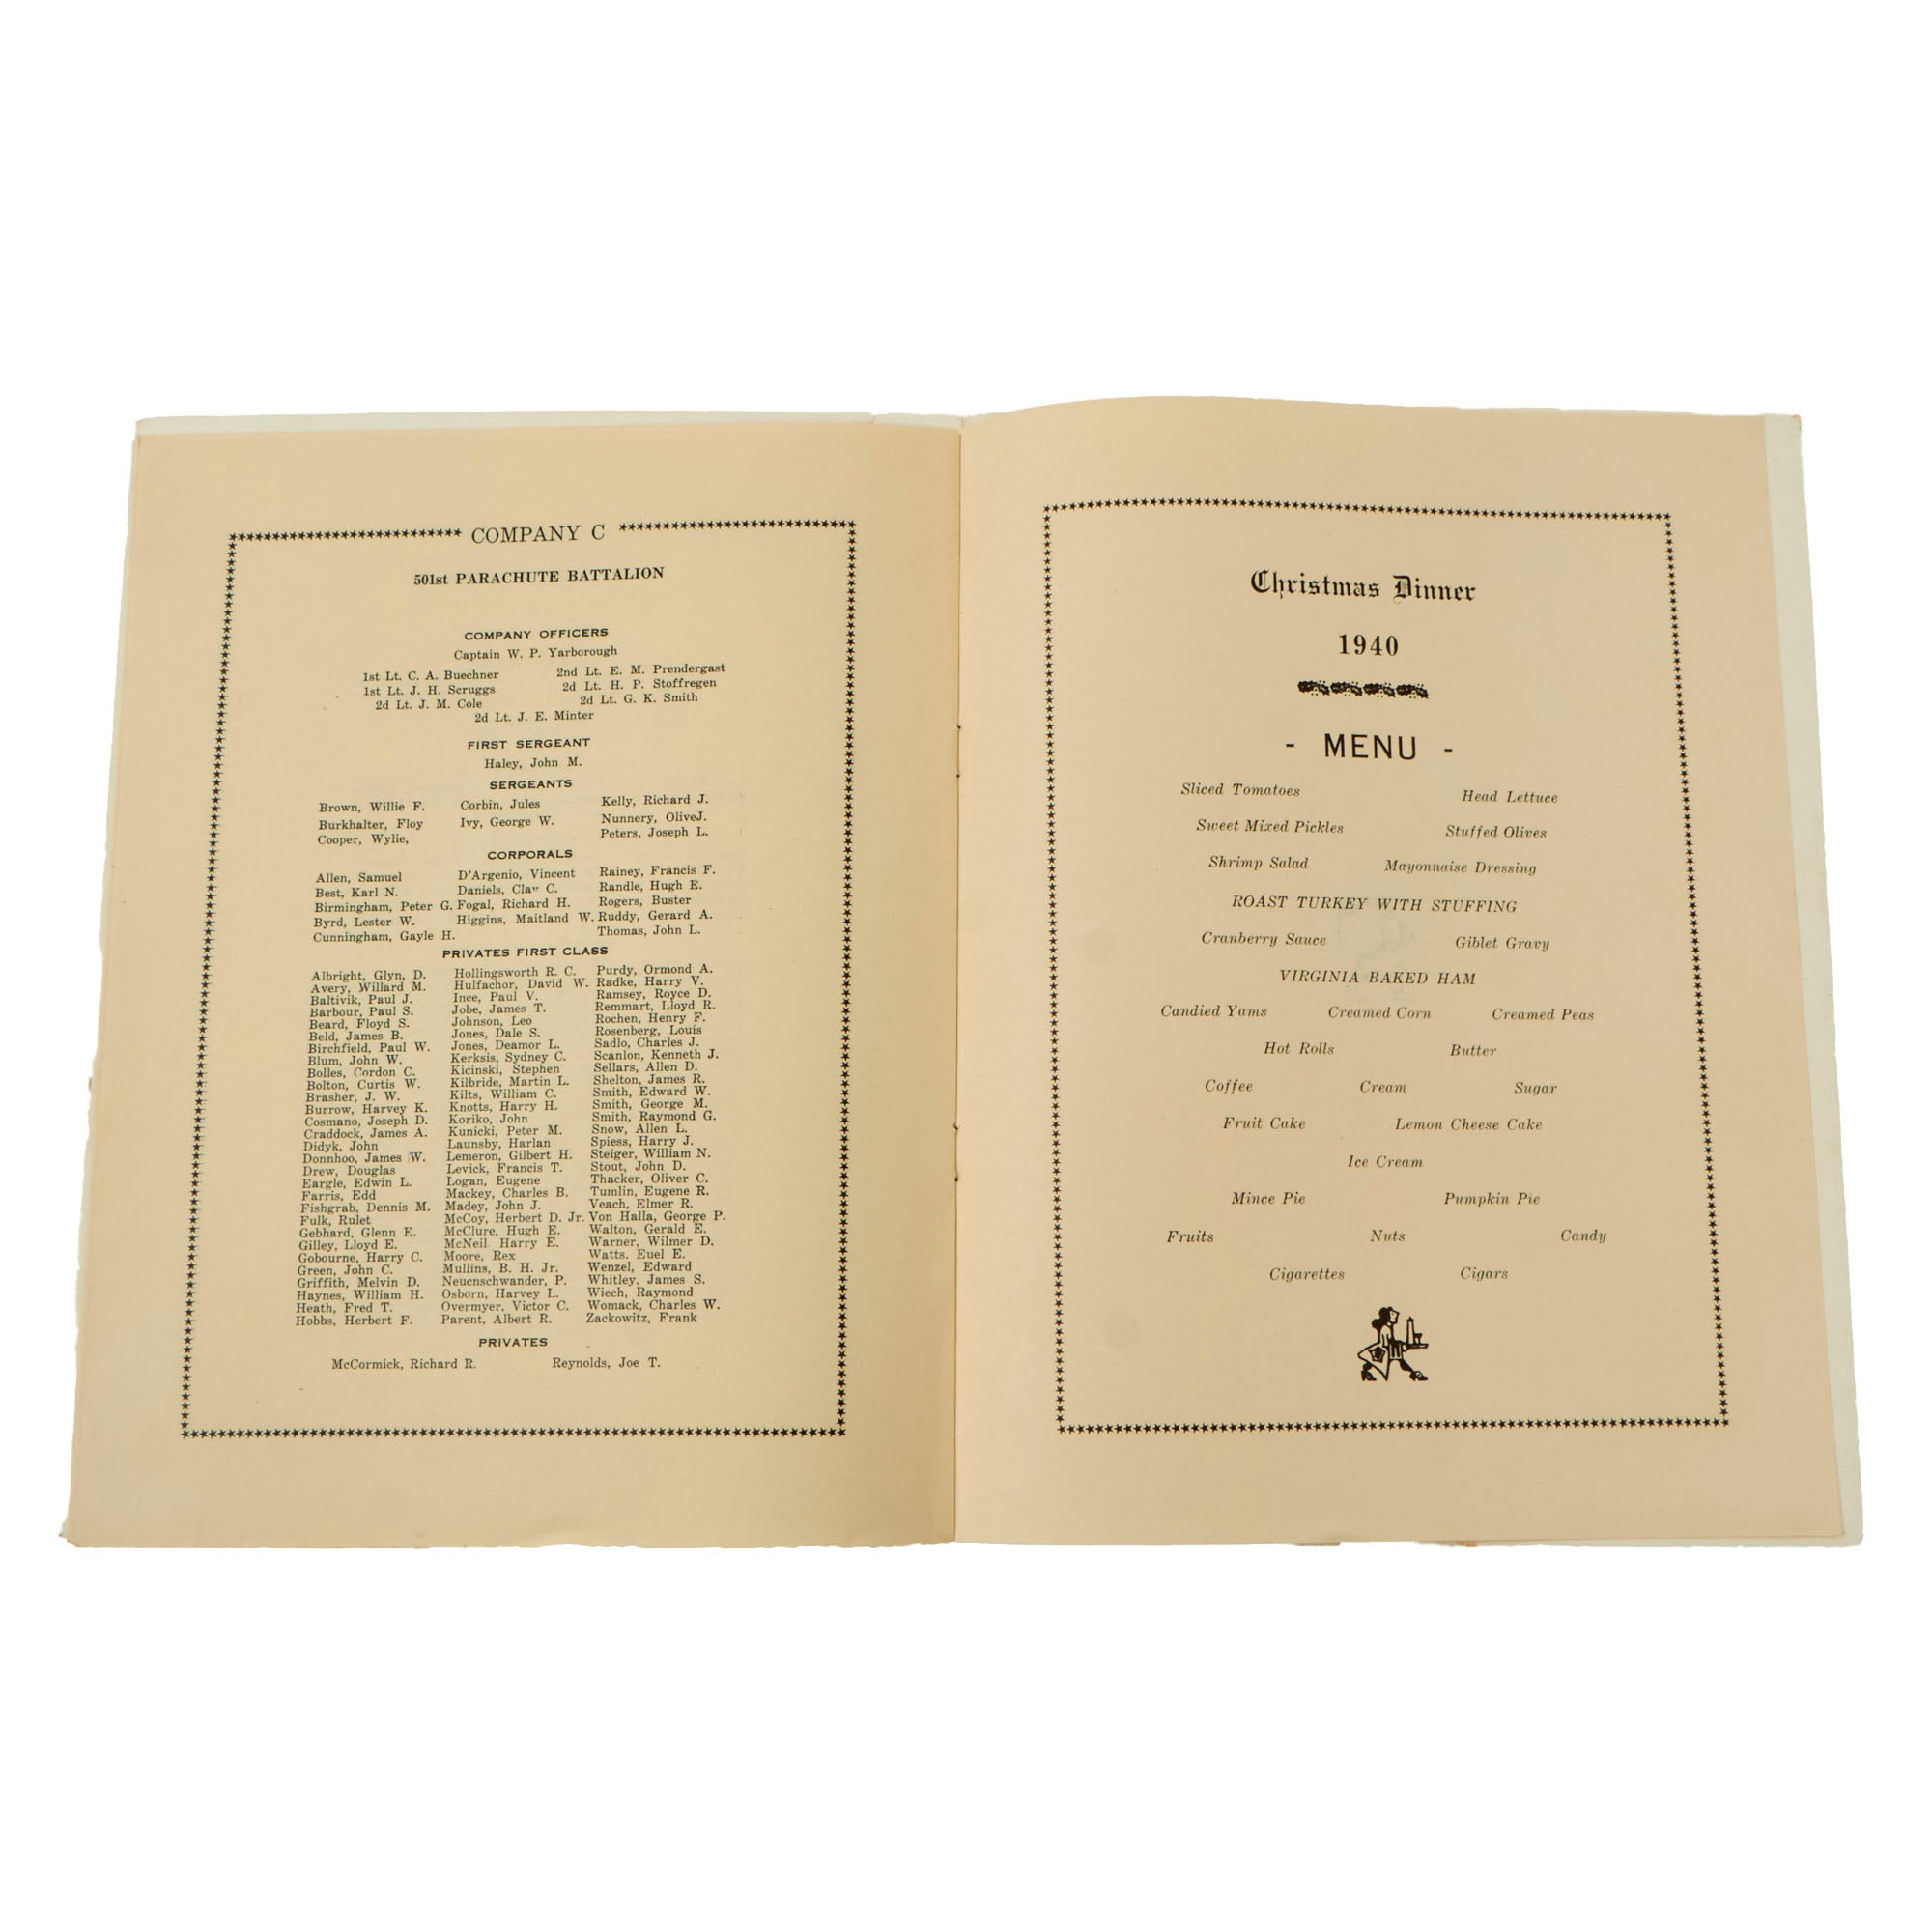 COMPANY C
501st PARACHUTE BATTALION
COMPANY OFFICERS
Captain W. P. Yarborough
1st Lt. C. A. Buechner 2nd Lt. E. M. Prendergast
1st Lt. J. H. Scruggs 2d Lt. H. P. Stoffregen
2d Lt. J. M. Cole 2d Lt. G. K. Smith
2d Lt. J. E. Minter
FIRST SERGEANT
Haley, John M.
SERGEANTS
Brown, Willie F. Corbin, Jules Kelly, Richard J.
Burkhalter, Floy Ivy, George W. Nunnery, OliveJ.
Cooper, Wylie, Peters, Joseph L.
CORPORALS
Allen, Samuel D'Argenio, Vincent Rainey, Francis F.
Best, Karl N. Daniels, Clay C. Randle, Hugh E.
Birmingham, Peter G. Fogal, Richard H. Rogers, Buster
Byrd, Lester W. Higgins, Maitland W. Ruddy, Gerard A.
Cunningham, Gayle H. Thomas, John L.
PRIVATES FIRST CLASS
Albright, Glyn, D. Hollingsworth R. C. Purdy, Ormond A.
Avery, Willard M. Hulfachor, David W. Radke, Harry V.
Baltivik, Paul J. Ince, Paul V. Ramsey, Royce D.
Barbour, Paul S. Jobe, James T. Remmart, Lloyd R.
Beard, Floyd S. Johnson, Leo Rochen, Henry F.
Beld, James B. Jones, Dale S. Rosenberg, Louis
Birchfield, Paul W. Jones, Deamor L. Sadlo, Charles J.
Blum, John W. Kerksis, Sydney C. Scanlon, Kenneth J.
Bolles, Cordon C. Kicinski, Stephen Sellars, Allen D.
Bolton, Curtis W. Kilbride, Martin L. Shelton, James R.
Brasher, J. W. Kilts, William C. Smith, Edward W.
Burrow, Harvey K. Knotts, Harry H. Smith, George M.
Cosmano, Joseph D. Koriko, John Smith, Raymond G.
Craddock, James A. Kunicki, Peter M. Snow, Allen L.
Didyk, John Launsby, Harlan Spiess, Harry J.
Donnhoo, James W. Lemeron, Gilbert H. Steiger, William N.
Drew, Douglas Levick, Francis T. Stout, John D.
Eargle, Edwin L. Logan, Eugene Thacker, Oliver C.
Farris, Edd Mackey, Charles B. Tumlin, Eugene R.
Fishgrab, Dennis M. Madey, John J. Veach, Elmer R.
Fulk, Rulet McCoy, Herbert D. Jr. Von Halla, George P.
Gebhard, Glenn E. McClure, Hugh E. Walton, Gerald E.
Gilley, Lloyd E. McNeil Harry E. Warner, Wilmer D.
Gobourne, Harry C. Moore, Rex Watts. Euel E.
Green, John C. Mullins, B. H. Jr. Wenzel, Edward
Griffith, Melvin D. Neuenschwander, P. Whitley, James S.
Haynes, William H. Osborn, Harvey L. Wiech, Raymond
Heath, Fred T. Overmyer, Victor C. Womack, Charles W.
Hobbs, Herbert F. Parent, Albert R. Zackowitz, Frank
PRIVATES
McCormick, Richard R. Reynolds, Joe T.
Christmas Dinner
1940
- MENU -
Sliced Tomatoes Head Lettuce
Sweet Mixed Pickles Stuffed Olives
Shrimp Salad Mayonnaise Dressing
ROAST TURKEY WITH STUFFING
Cranberry Sauce Giblet Gravy
VIRGINIA BAKED HAM
Candied Yams Creamed Corn Creamed Peas
Hot Rolls Butter
Coffee Cream Sugar
Fruit Cake Lemon Cheese Cake
Ice Cream
Mince Pie Pumpkin Pie
Fruits Nuts Candy
Cigarettes Cigars